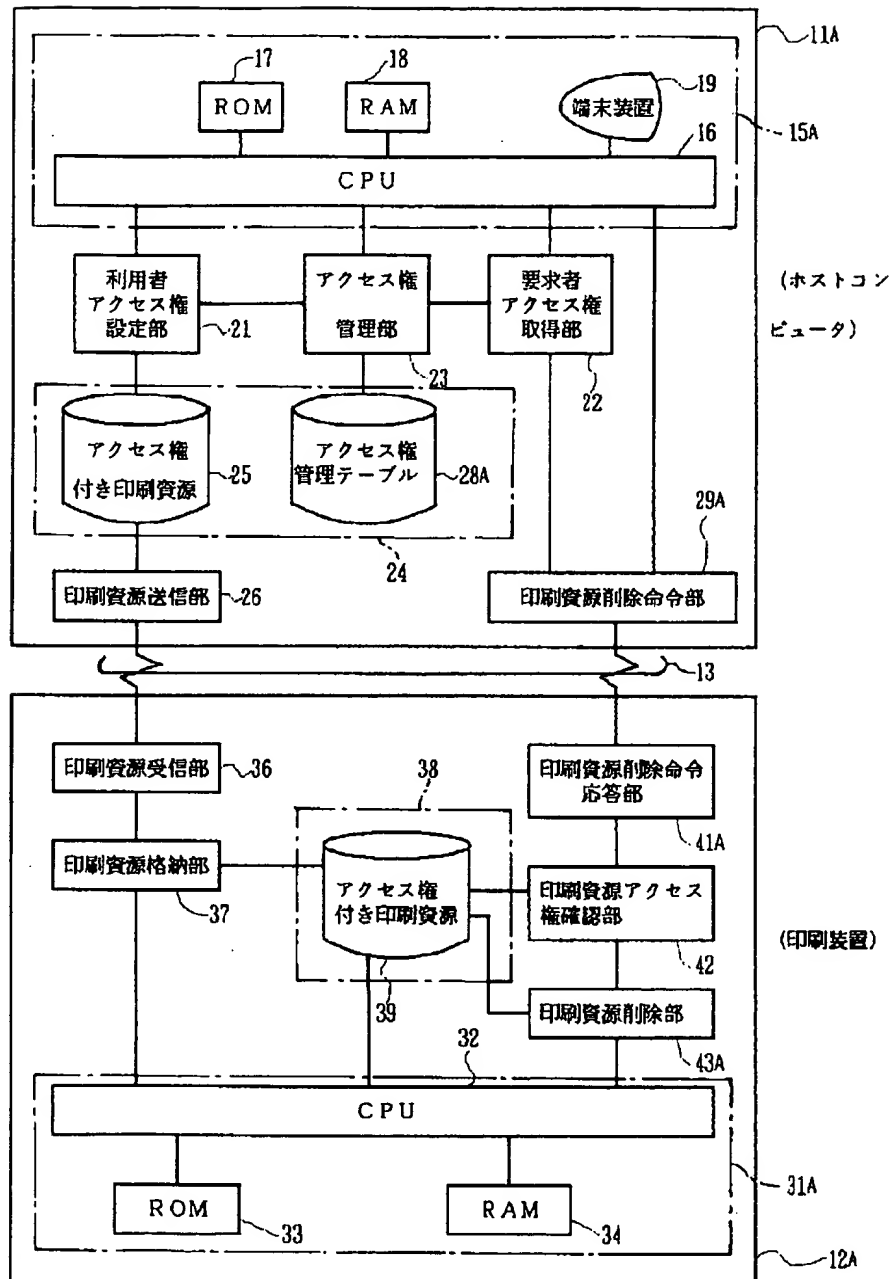 11A
17
18
19
ROM
RAM
端末装置
15A
16
CPU
利用者
アクセス権
設定部
21
アクセス権
管理部
23
要求者
アクセス権
取得部
22
(ホストコン
ピュータ)
アクセス権
付き印刷資源
25
アクセス権
管理テーブル
28A
24
29A
印刷資源送信部
26
印刷資源削除命令部
13
印刷資源受信部
36
38
印刷資源削除命令
応答部
41A
印刷資源格納部
37
アクセス権
付き印刷資源
39
印刷資源アクセス
権確認部
42
(印刷装置)
印刷資源削除部
43A
32
CPU
31A
ROM
33
RAM
34
12A